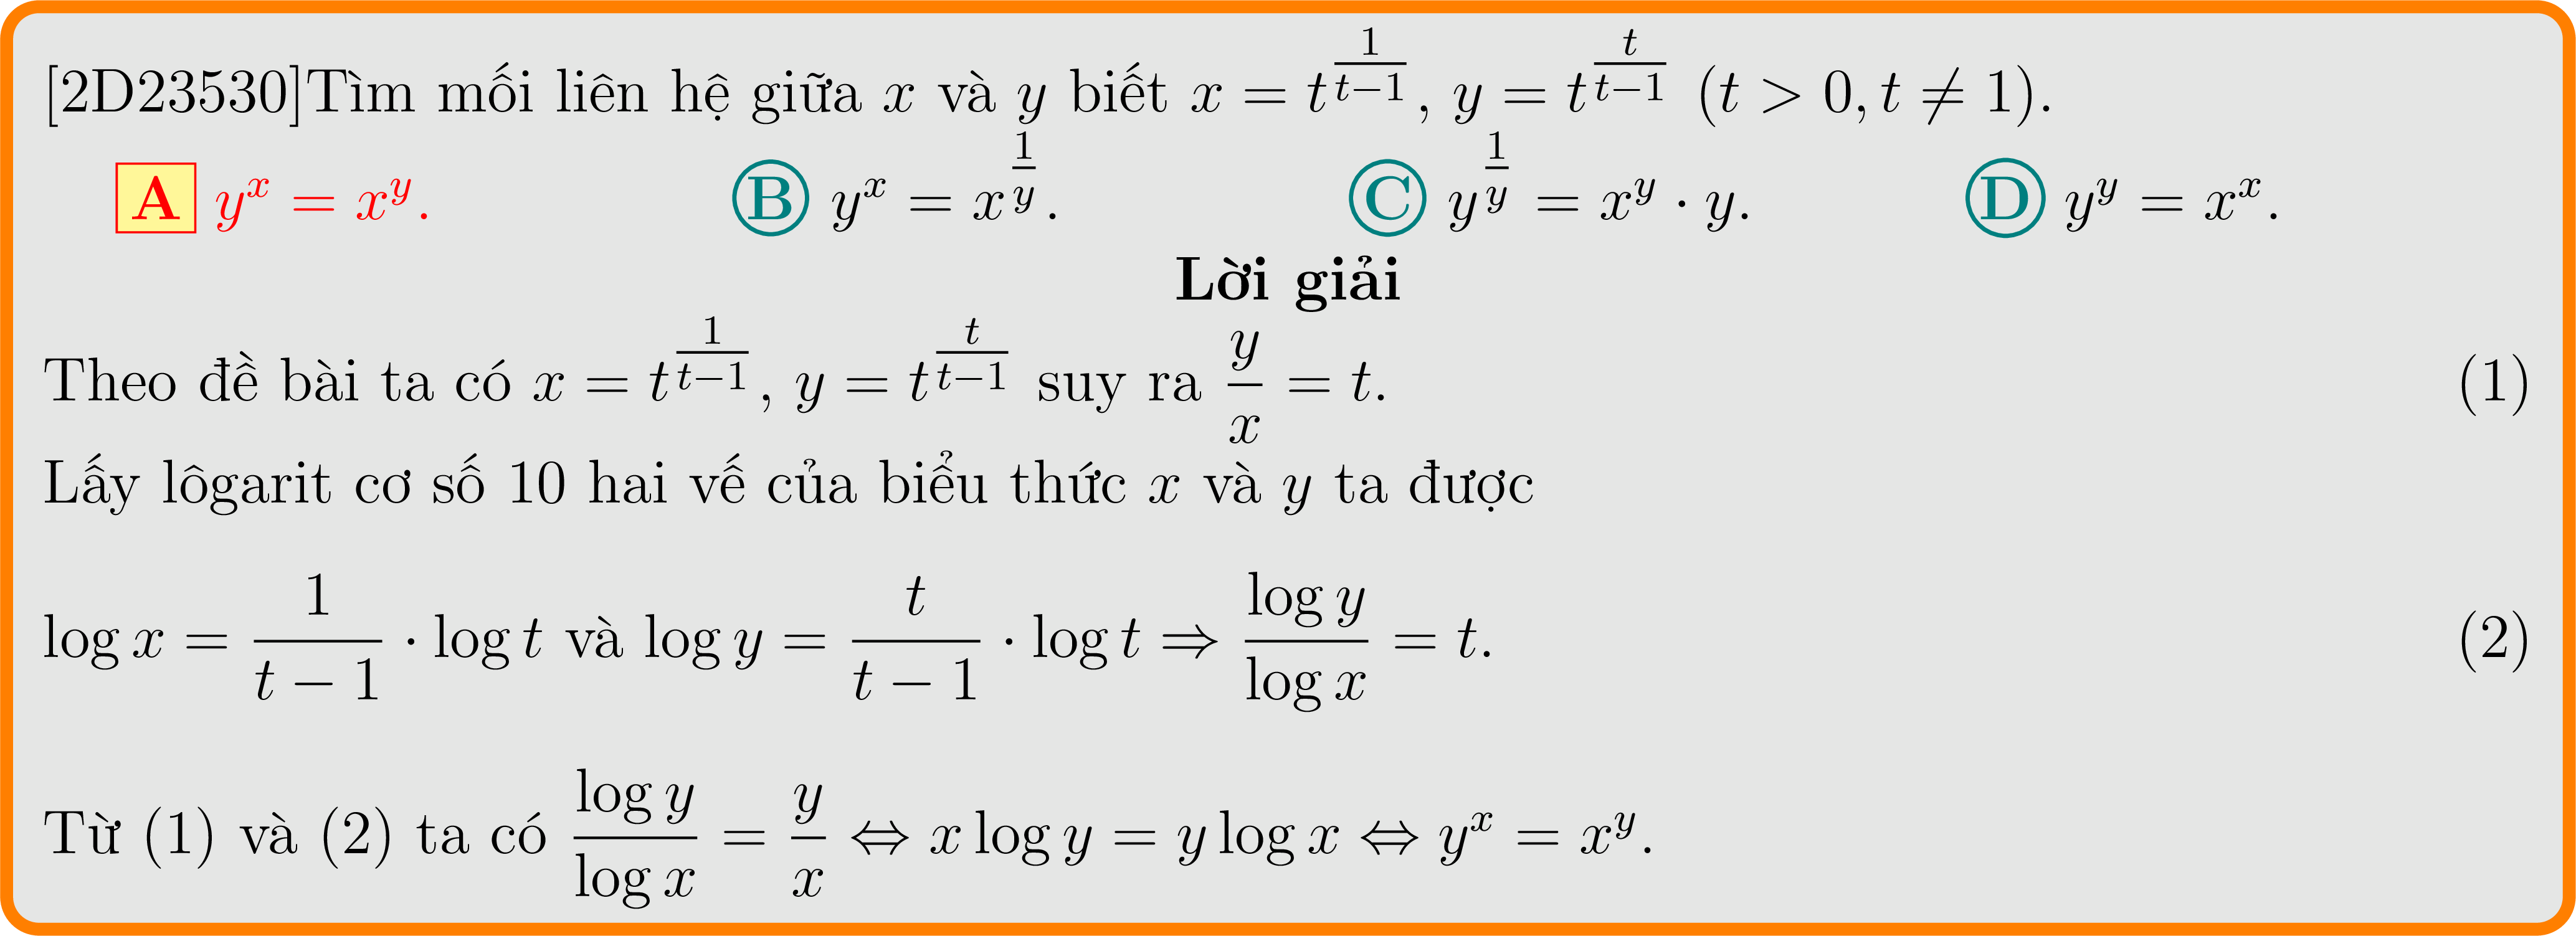 [2D23530]Tìm mối liên hệ giữa $x$ và $y$ biết $x = t^{\frac{1}{t-1}}$, $y = t^{\frac{t}{t-1}}$ $(t > 0, t \neq 1)$.
A $y^x = x^y$. B $y^x = x^{\frac{1}{y}}$. C $y^{\frac{1}{y}} = x^y \cdot y$. D $y^y = x^x$.
Lời giải
Theo đề bài ta có $x = t^{\frac{1}{t-1}}$, $y = t^{\frac{t}{t-1}}$ suy ra $\frac{y}{x} = t$. (1)
Lấy lôgarit cơ số 10 hai vế của biểu thức $x$ và $y$ ta được
$\log x = \frac{1}{t-1} \cdot \log t$ và $\log y = \frac{t}{t-1} \cdot \log t \Rightarrow \frac{\log y}{\log x} = t$. (2)
Từ (1) và (2) ta có $\frac{\log y}{\log x} = \frac{y}{x} \Leftrightarrow x \log y = y \log x \Leftrightarrow y^x = x^y$.